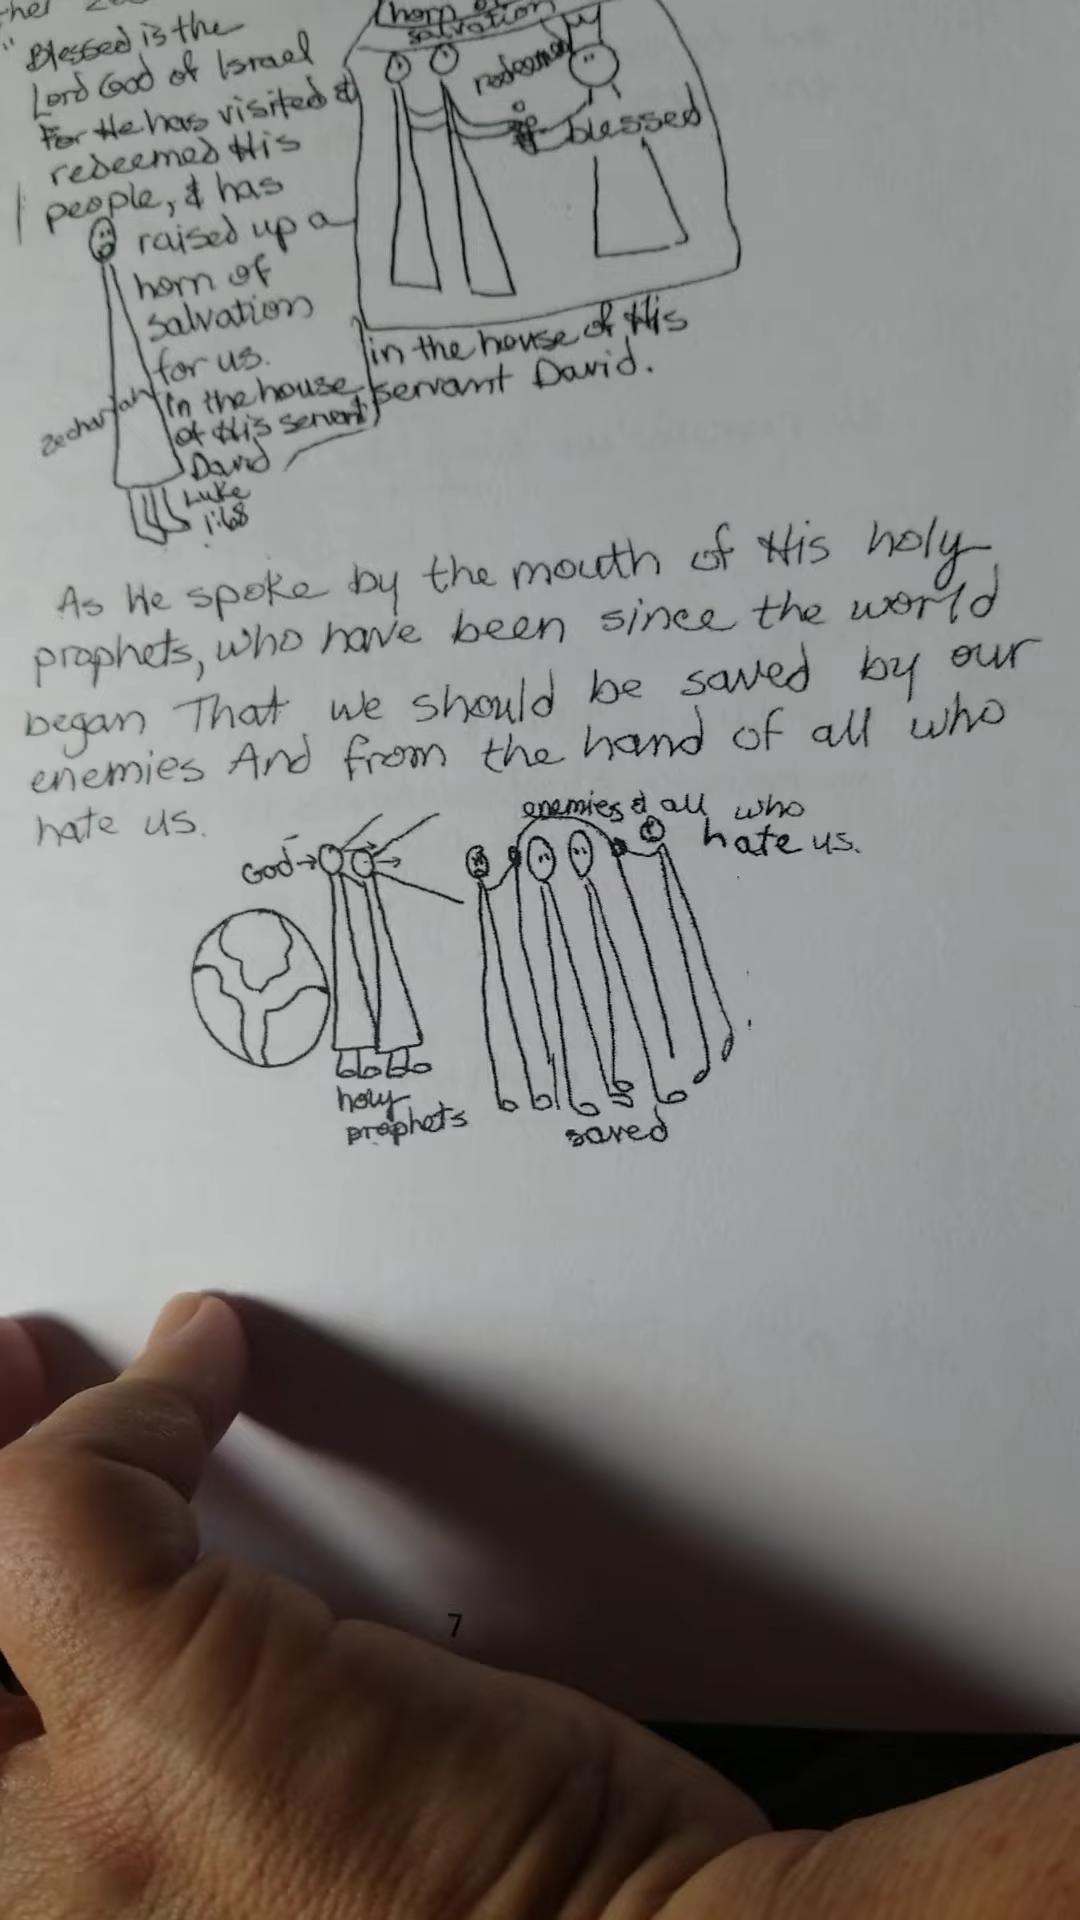 "Blessed is the
Lord God of Israel
For He has visited &
redeemed His
people, & has
raised up a
horn of
salvation
for us.
in the house
of His servant
David
Luke
1:68
Zechariah
horn of
salvation
redeemed
blessed
in the house of His
servant David.
As He spoke by the mouth of His holy
prophets, who have been since the world
began That we should be saved by our
enemies And from the hand of all who
hate us.
God
holy
prophets
enemies & all who
hate us.
saved
7